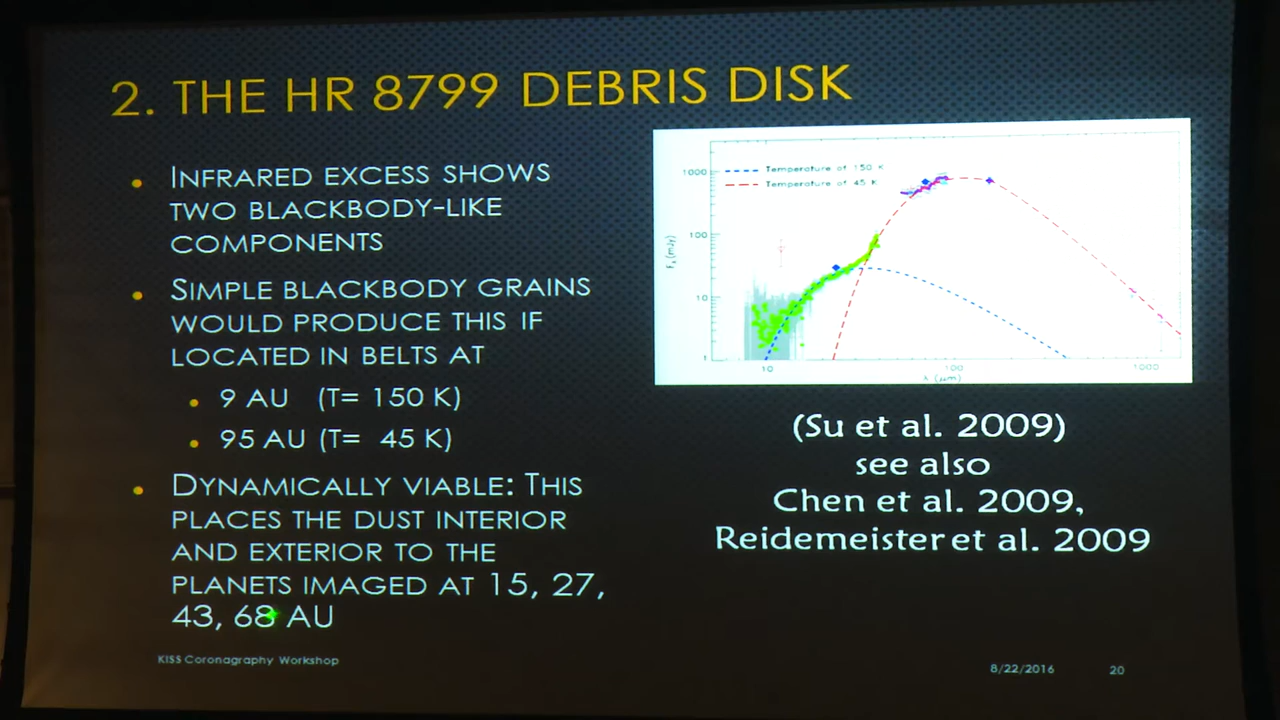 2. THE HR 8799 DEBRIS DISK
• INFRARED EXCESS SHOWS
TWO BLACKBODY-LIKE
COMPONENTS
• SIMPLE BLACKBODY GRAINS
WOULD PRODUCE THIS IF
LOCATED IN BELTS AT
• 9 AU (T= 150 K)
• 95 AU (T= 45 K)
• DYNAMICALLY VIABLE: THIS
PLACES THE DUST INTERIOR
AND EXTERIOR TO THE
PLANETS IMAGED AT 15, 27,
43, 68 AU
Temperature of 150 K
Temperature of 45 K
1000
100
10
1
Fν (mJy)
10
100
1000
λ (μm)
(Su et al. 2009)
see also
Chen et al. 2009,
Reidemeister et al. 2009
KISS Coronagraphy Workshop
8/22/2016
20